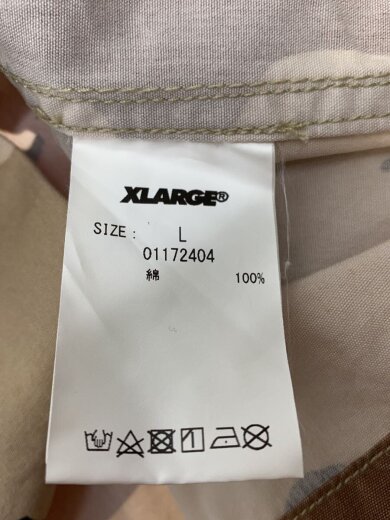 XLARGE®
SIZE： L
01172404
綿 100%